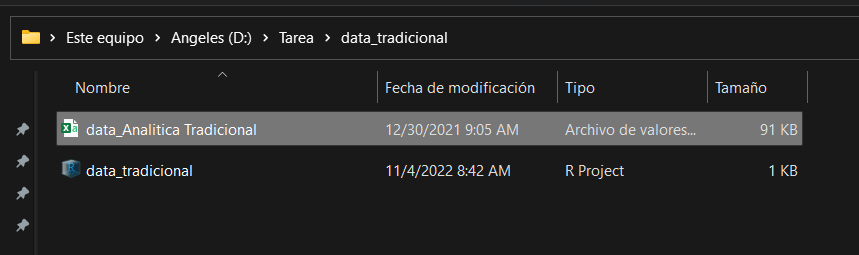 Este equipo > Angeles (D:) > Tarea > data_tradicional
Nombre Fecha de modificación Tipo Tamaño
data_Analitica Tradicional 12/30/2021 9:05 AM Archivo de valores... 91 KB
data_tradicional 11/4/2022 8:42 AM R Project 1 KB